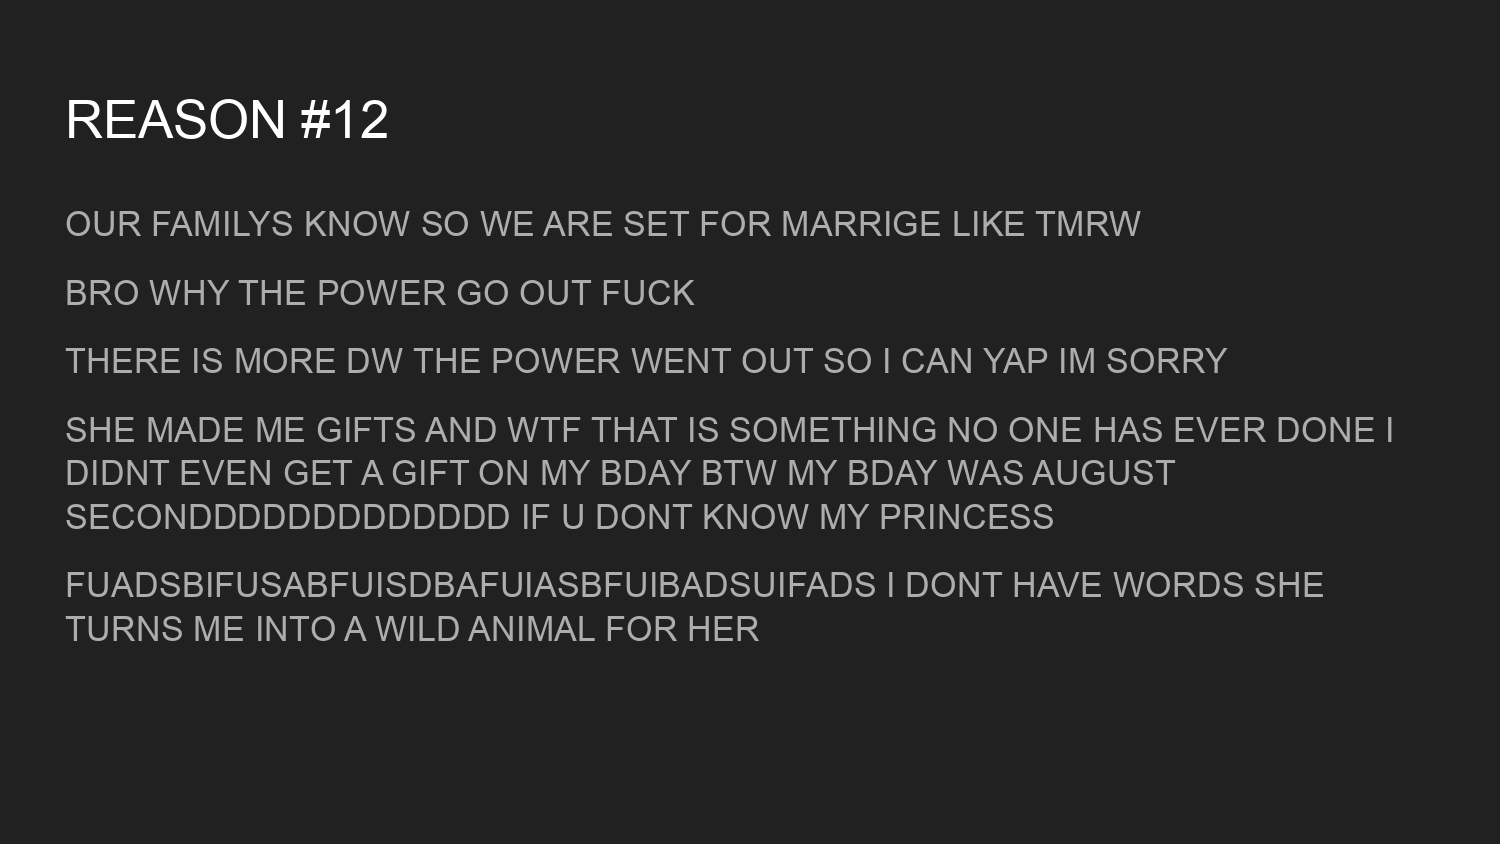 REASON #12
OUR FAMILYS KNOW SO WE ARE SET FOR MARRIGE LIKE TMRW
BRO WHY THE POWER GO OUT FUCK
THERE IS MORE DW THE POWER WENT OUT SO I CAN YAP IM SORRY
SHE MADE ME GIFTS AND WTF THAT IS SOMETHING NO ONE HAS EVER DONE I
DIDNT EVEN GET A GIFT ON MY BDAY BTW MY BDAY WAS AUGUST
SECONDDDDDDDDDDDDDD IF U DONT KNOW MY PRINCESS
FUADSBIFUSABFUISDBAFUIASBFUIBADSUIFADS I DONT HAVE WORDS SHE
TURNS ME INTO A WILD ANIMAL FOR HER